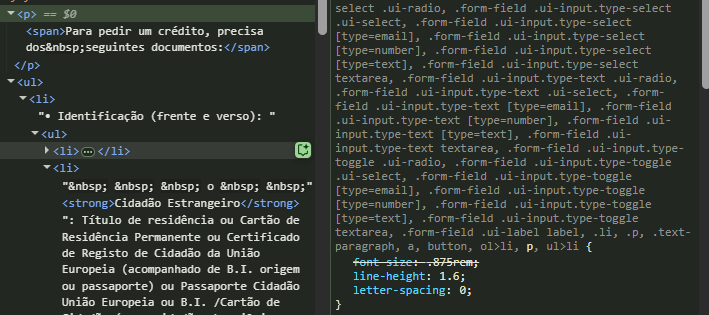 <p> == $0
<span>Para pedir um crédito, precisa
dos&nbsp;seguintes documentos:</span>
</p>
<ul>
<li>
"• Identificação (frente e verso): "
<ul>
<li>…</li>
<li>
"&nbsp; &nbsp; &nbsp; o &nbsp; &nbsp;"
<strong>Cidadão Estrangeiro</strong>
": Título de residência ou Cartão de
Residência Permanente ou Certificado
de Registo de Cidadão da União
Europeia (acompanhado de B.I. origem
ou passaporte) ou Passaporte Cidadão
União Europeia ou B.I. /Cartão de
select .ui-radio, .form-field .ui-input.type-select
.ui-select, .form-field .ui-input.type-select
[type=email], .form-field .ui-input.type-select
[type=number], .form-field .ui-input.type-select
[type=text], .form-field .ui-input.type-select
textarea, .form-field .ui-input.type-text .ui-radio,
.form-field .ui-input.type-text .ui-select, .form-
field .ui-input.type-text [type=email], .form-field
.ui-input.type-text [type=number], .form-field .ui-
input.type-text [type=text], .form-field .ui-
input.type-text textarea, .form-field .ui-input.type-
toggle .ui-radio, .form-field .ui-input.type-toggle
.ui-select, .form-field .ui-input.type-toggle
[type=email], .form-field .ui-input.type-toggle
[type=number], .form-field .ui-input.type-toggle
[type=text], .form-field .ui-input.type-toggle
textarea, .form-field .ui-label label, .li, .p, .text-
paragraph, a, button, ol>li, p, ul>li {
font-size: .875rem;
line-height: 1.6;
letter-spacing: 0;
}